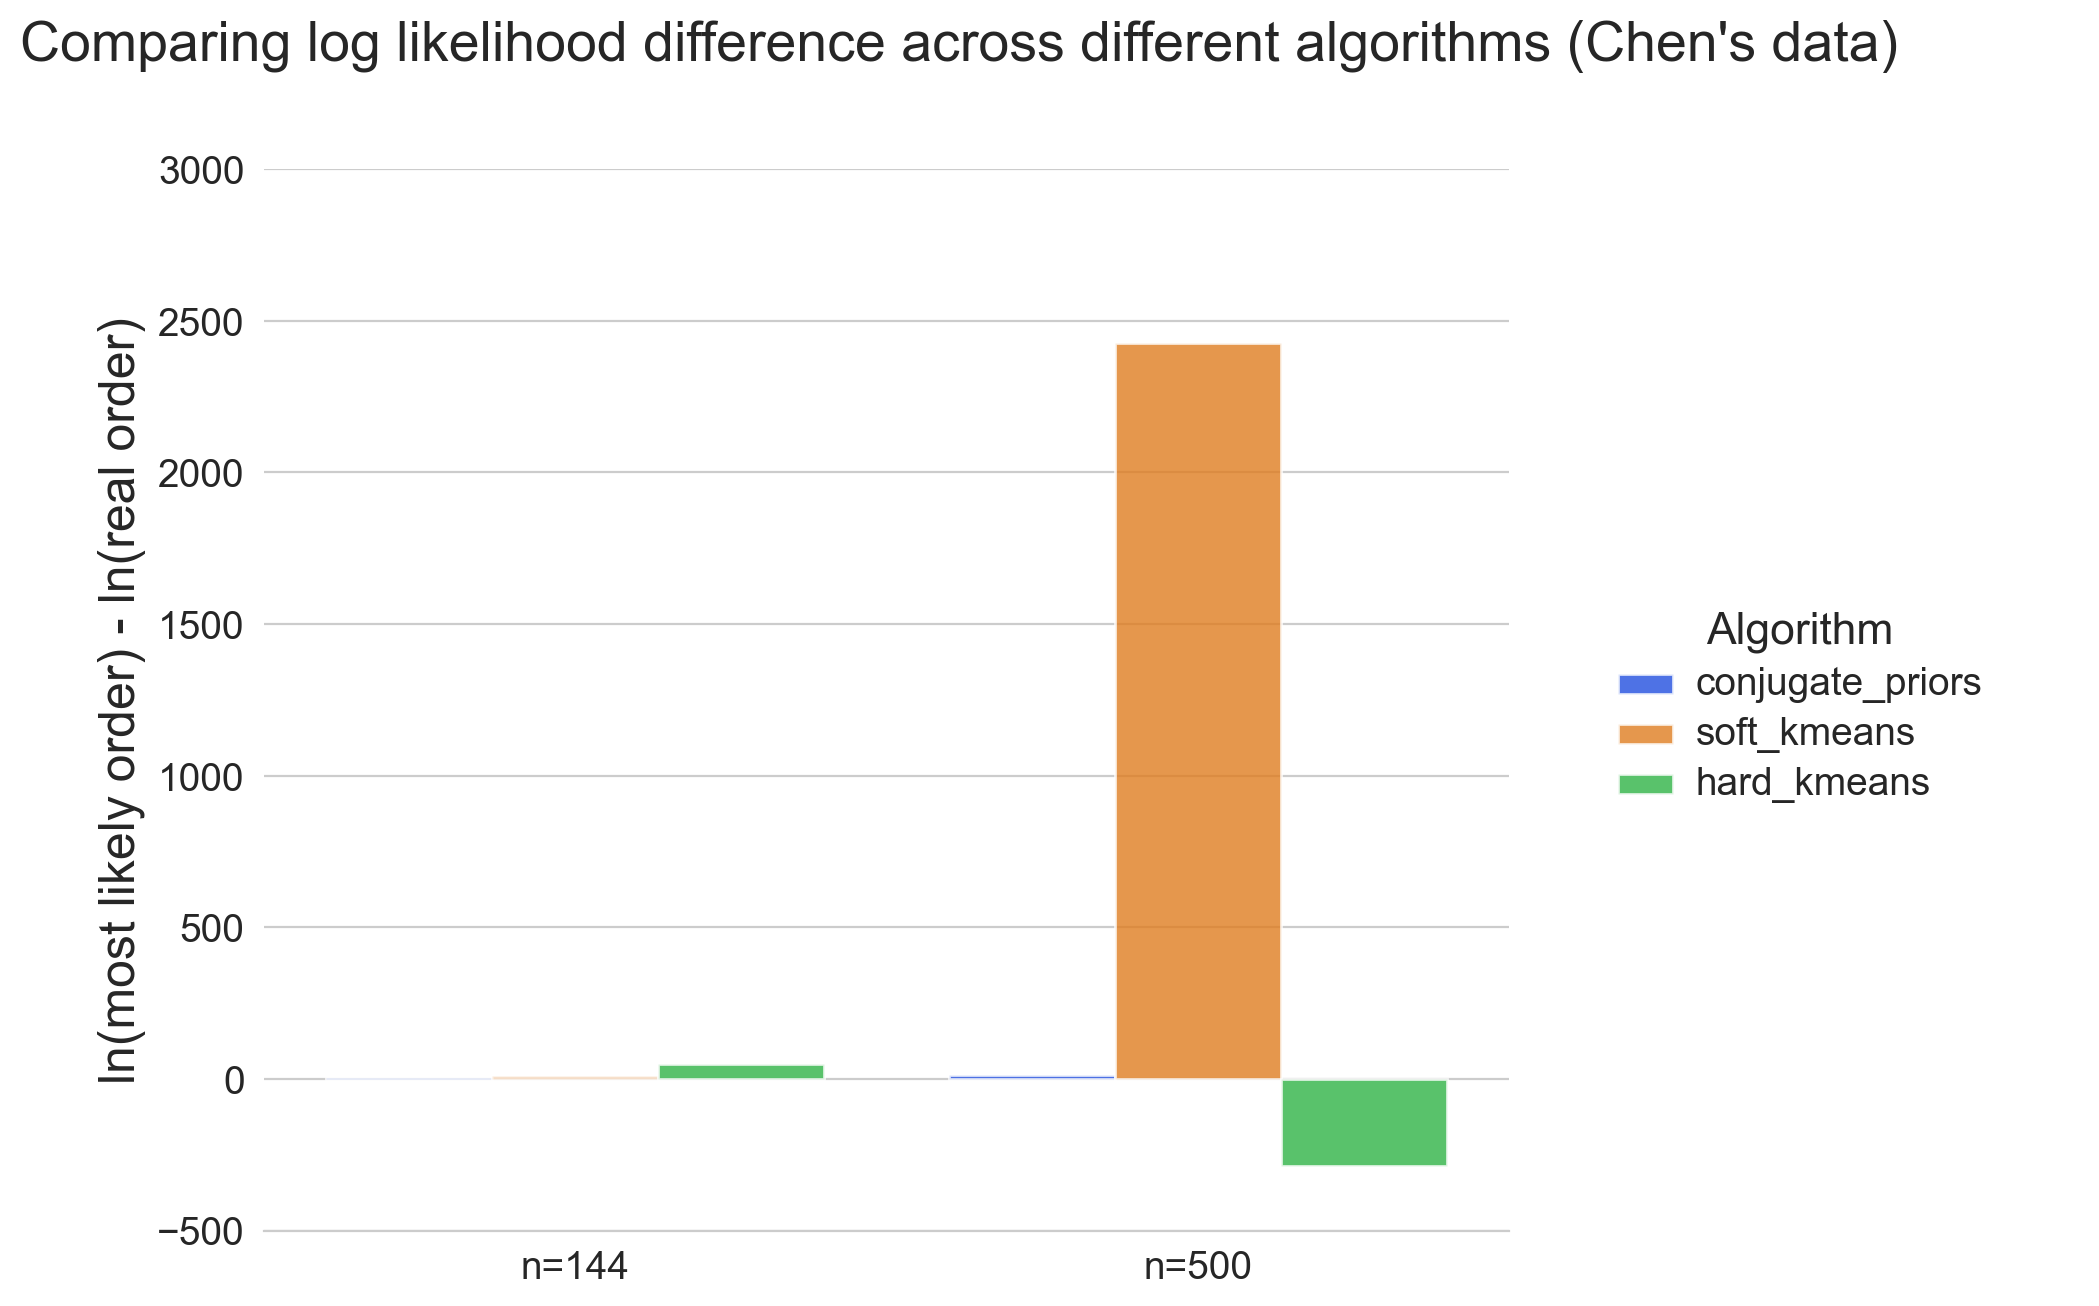 Comparing log likelihood difference across different algorithms (Chen's data)
ln(most likely order) - ln(real order)
3000
2500
2000
1500
1000
500
0
−500
n=144
n=500
Algorithm
conjugate_priors
soft_kmeans
hard_kmeans